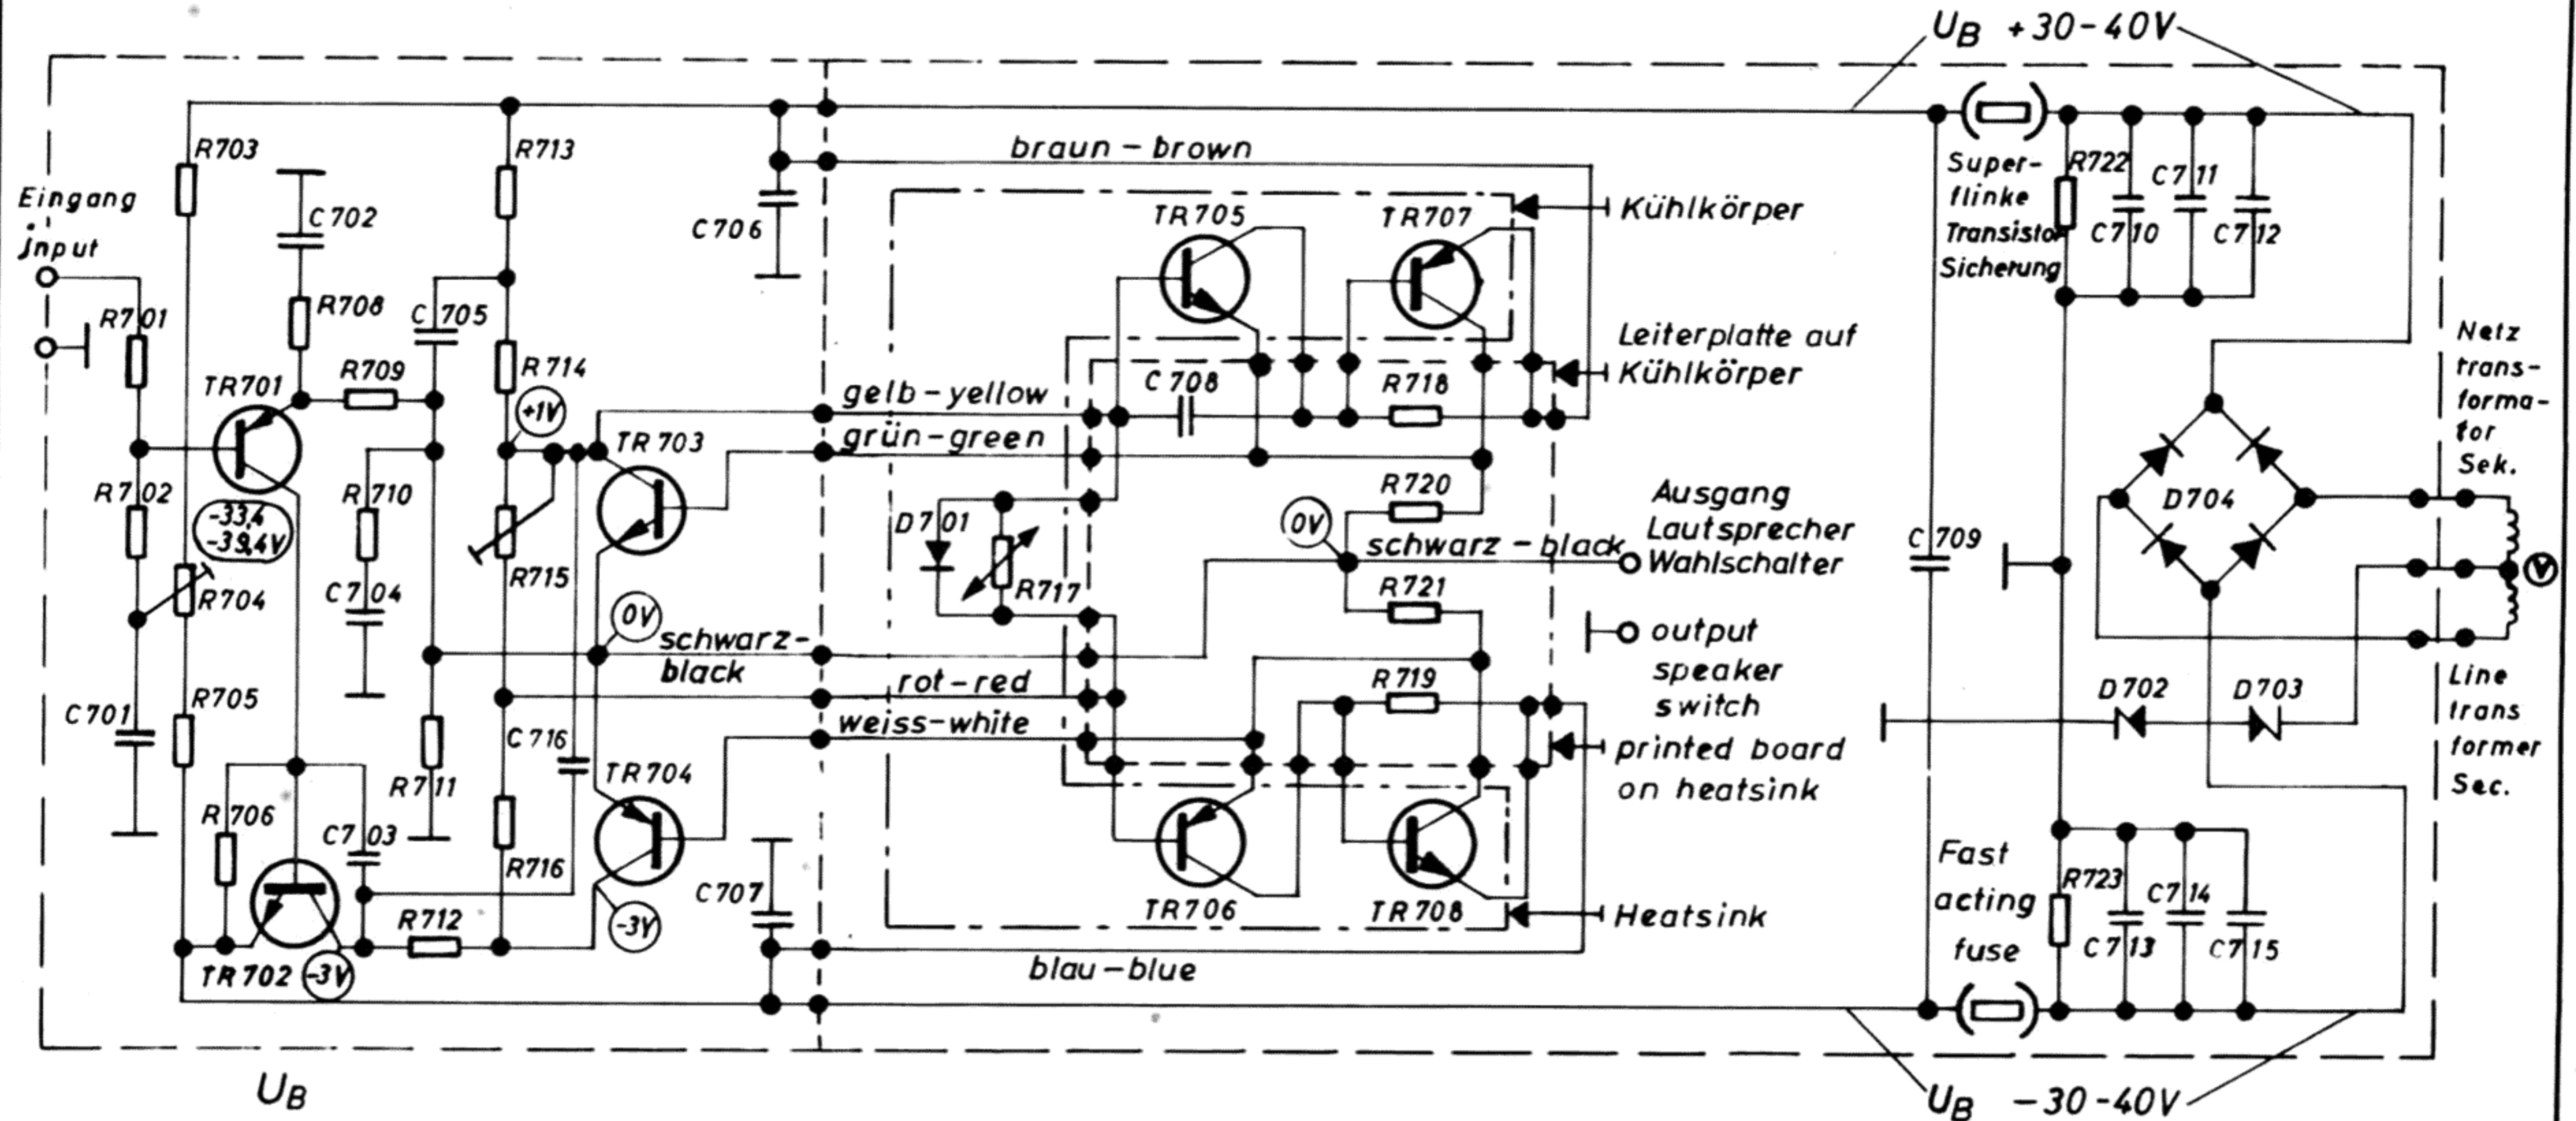 U_B +30-40V
R703
R713
braun-brown
Eingang
input
C702
C706
TR705
TR707
Kühlkörper
Super-
flinke
Transistor
Sicherung
R722
C710
C711
C712
R701
R708
C705
TR701
R709
R714
+1V
C708
R718
Leiterplatte auf
Kühlkörper
Netz
trans-
forma-
tor
Sek.
gelb-yellow
grün-green
TR703
R702
-33,4
-39,4V
R710
R704
C704
R715
D701
R717
0V
R720
schwarz-black
R721
Ausgang
Lautsprecher
Wahlschalter
C709
D704
V
0V
schwarz-
black
rot-red
weiss-white
R719
output
speaker
switch
printed board
on heatsink
D702
D703
Line
trans
former
Sec.
C701
R705
R711
C716
TR704
R706
C703
R716
TR702
-3V
R712
-3V
C707
TR706
TR708
Heatsink
blau-blue
Fast
acting
fuse
R723
C713
C714
C715
U_B
U_B -30-40V